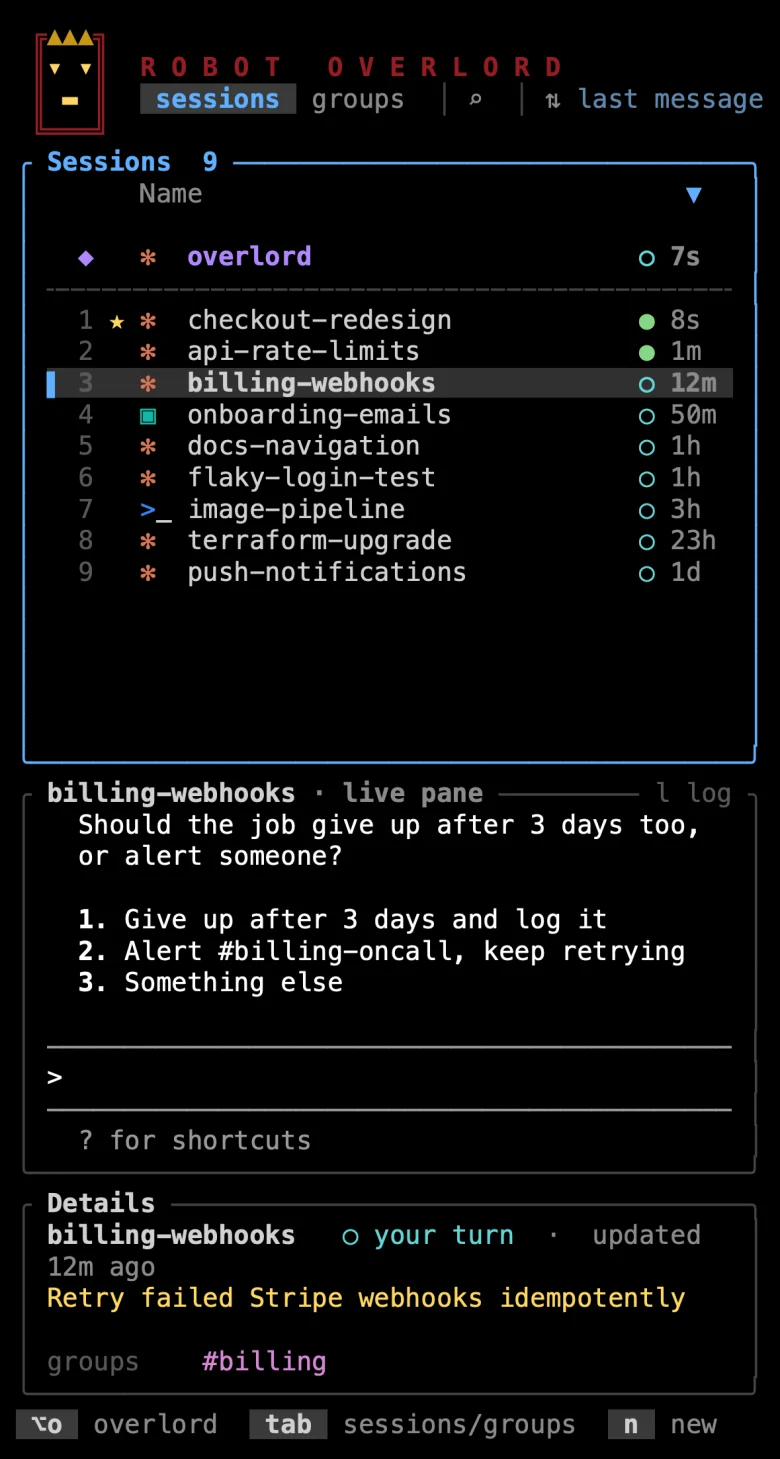 ROBOT OVERLORD
sessions groups │ ⌕ │ ⇅ last message
Sessions 9
Name ▼
◆ ✻ overlord ○ 7s
1 ★ ✻ checkout-redesign ● 8s
2 ✻ api-rate-limits ● 1m
3 ✻ billing-webhooks ○ 12m
4 ▣ onboarding-emails ○ 50m
5 ✻ docs-navigation ○ 1h
6 ✻ flaky-login-test ○ 1h
7 >_ image-pipeline ○ 3h
8 ✻ terraform-upgrade ○ 23h
9 ✻ push-notifications ○ 1d
billing-webhooks · live pane l log
Should the job give up after 3 days too,
or alert someone?
1. Give up after 3 days and log it
2. Alert #billing-oncall, keep retrying
3. Something else
>
? for shortcuts
Details
billing-webhooks ○ your turn · updated
12m ago
Retry failed Stripe webhooks idempotently
groups #billing
⌥o overlord tab sessions/groups n new